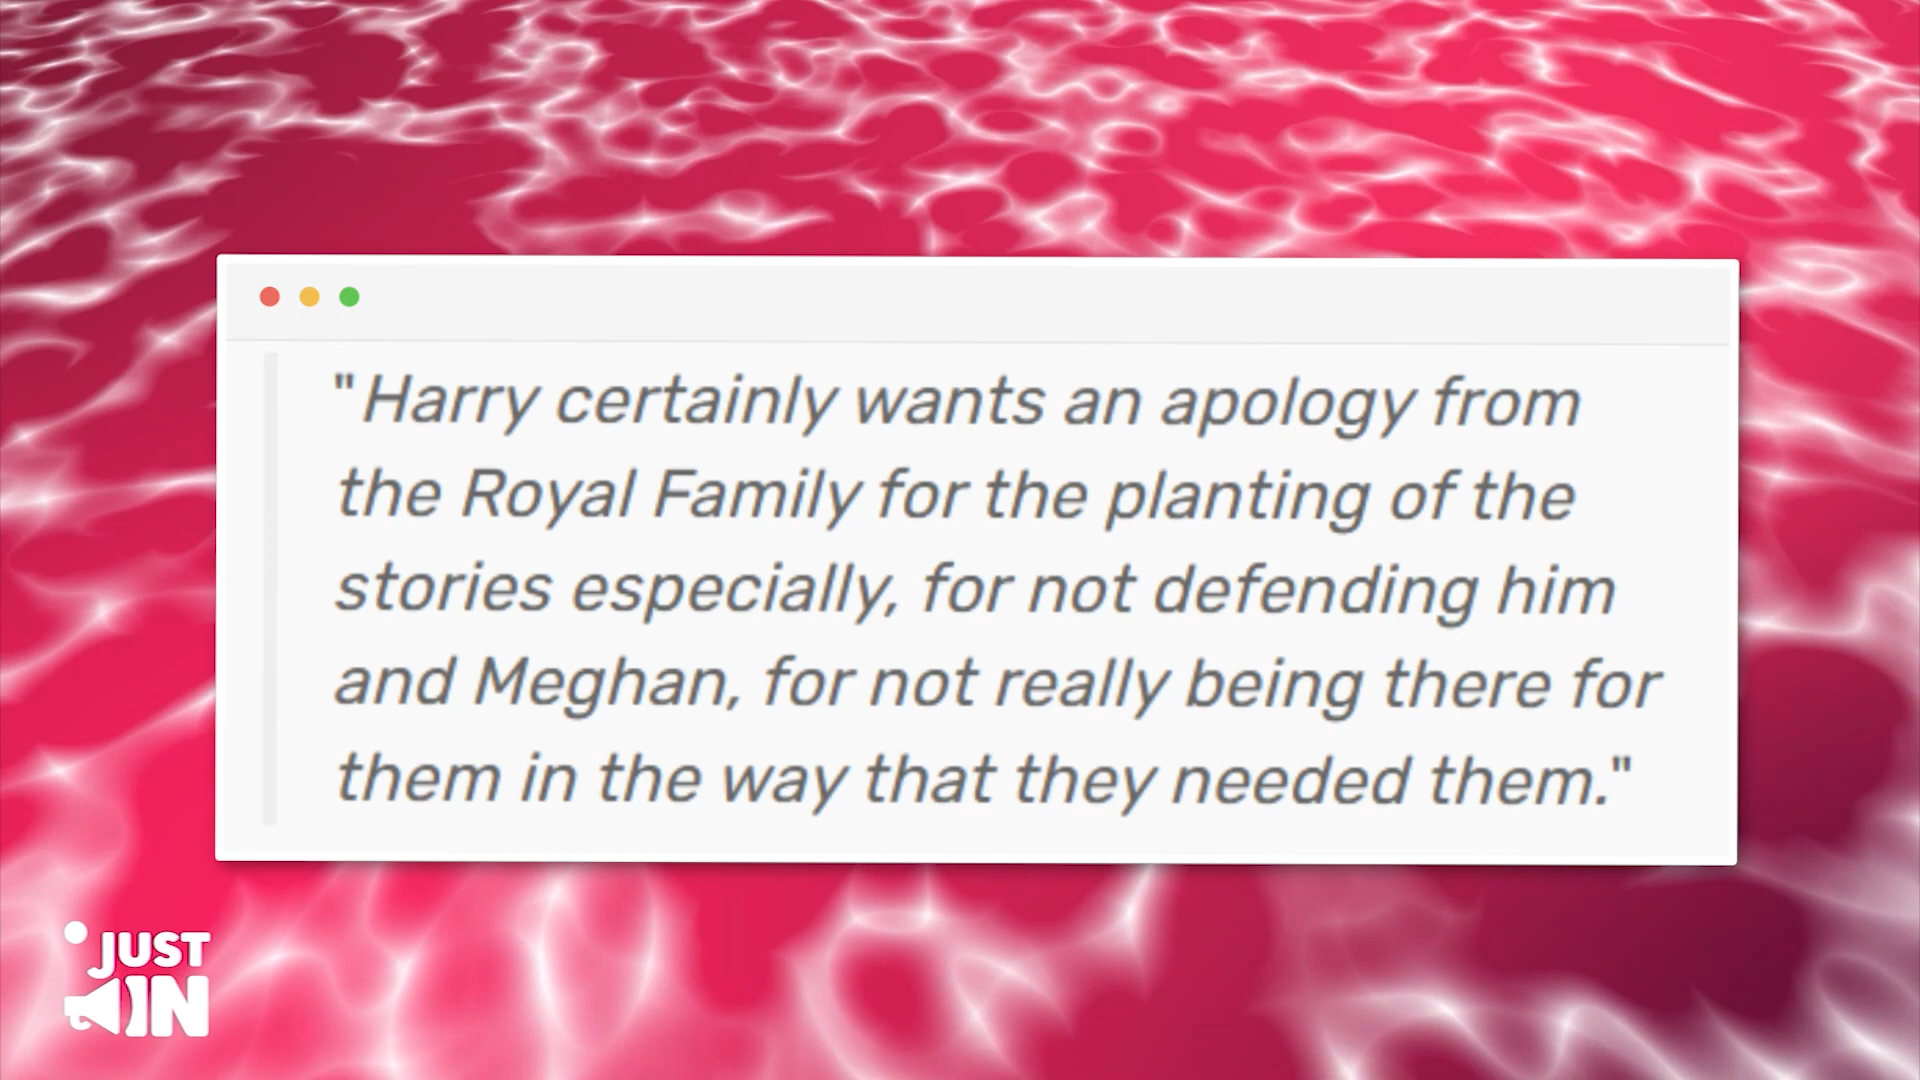 "Harry certainly wants an apology from
the Royal Family for the planting of the
stories especially, for not defending him
and Meghan, for not really being there for
them in the way that they needed them."
JUST
IN